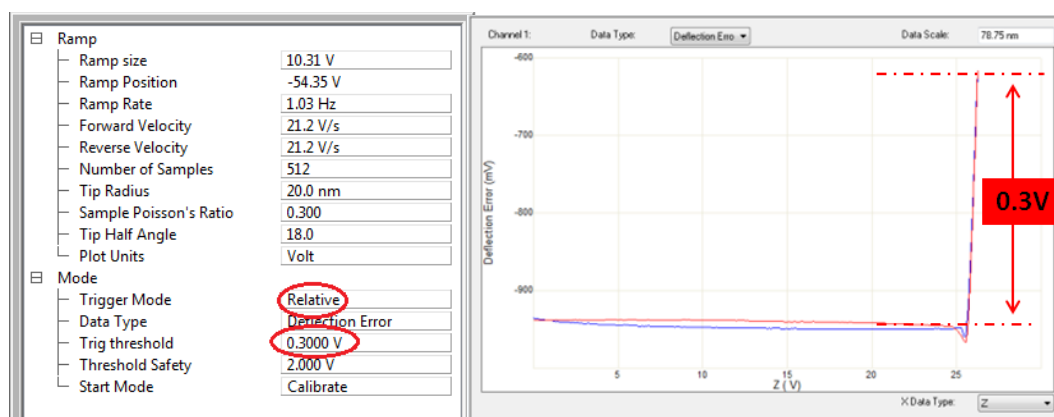 Ramp
Ramp size 10.31 V
Ramp Position -54.35 V
Ramp Rate 1.03 Hz
Forward Velocity 21.2 V/s
Reverse Velocity 21.2 V/s
Number of Samples 512
Tip Radius 20.0 nm
Sample Poisson's Ratio 0.300
Tip Half Angle 18.0
Plot Units Volt
Mode
Trigger Mode Relative
Data Type Deflection Error
Trig threshold 0.3000 V
Threshold Safety 2.000 V
Start Mode Calibrate
Channel 1: Data Type: Deflection Erro Data Scale: 78.75 nm
-600
-700
-800
-900
Deflection Error (mV)
0.3V
5 10 15 20 25
Z ( V)
X Data Type: Z